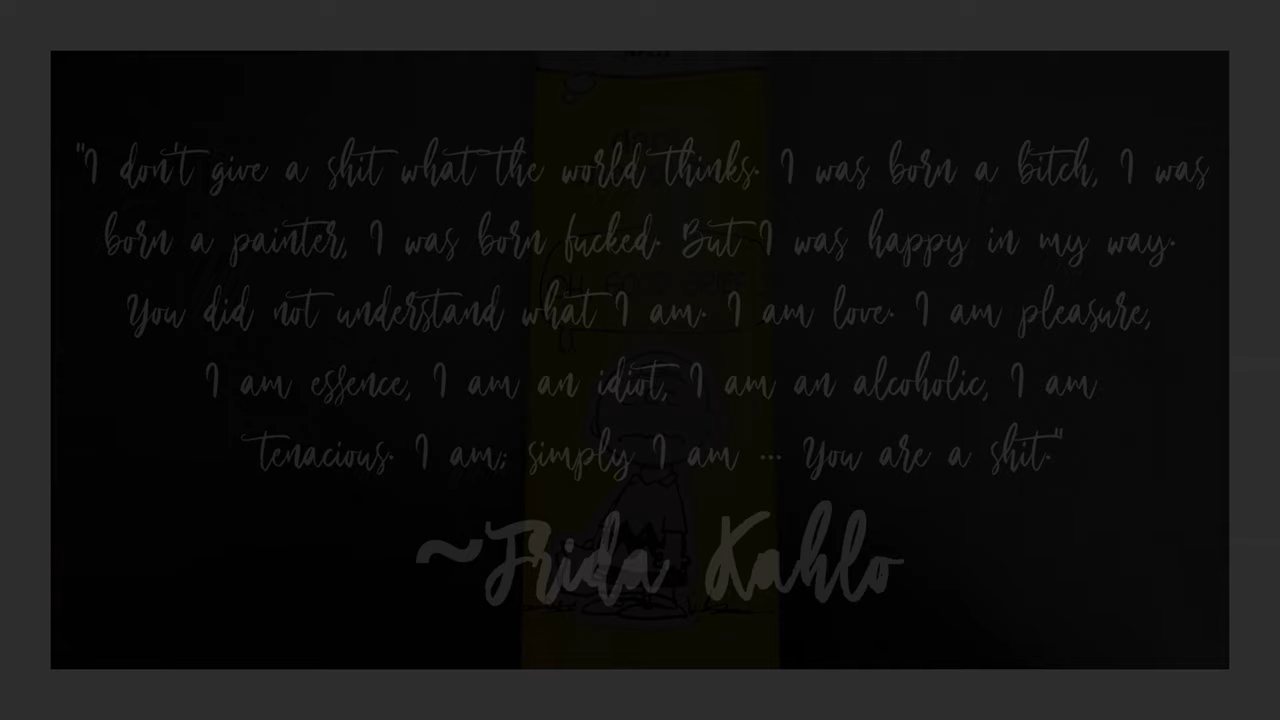 "I don't give a shit what the world thinks. I was born a bitch, I was
born a painter, I was born fucked. But I was happy in my way.
You did not understand what I am. I am love. I am pleasure,
I am essence, I am an idiot, I am an alcoholic, I am
tenacious. I am; simply I am ... You are a shit."
~Frida Kahlo
GOOD GRIEF